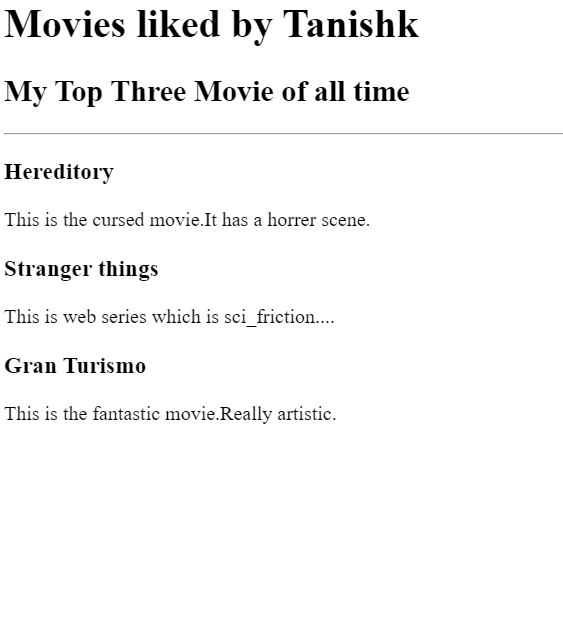 Movies liked by Tanishk
My Top Three Movie of all time
Hereditory
This is the cursed movie.It has a horrer scene.
Stranger things
This is web series which is sci_friction....
Gran Turismo
This is the fantastic movie.Really artistic.